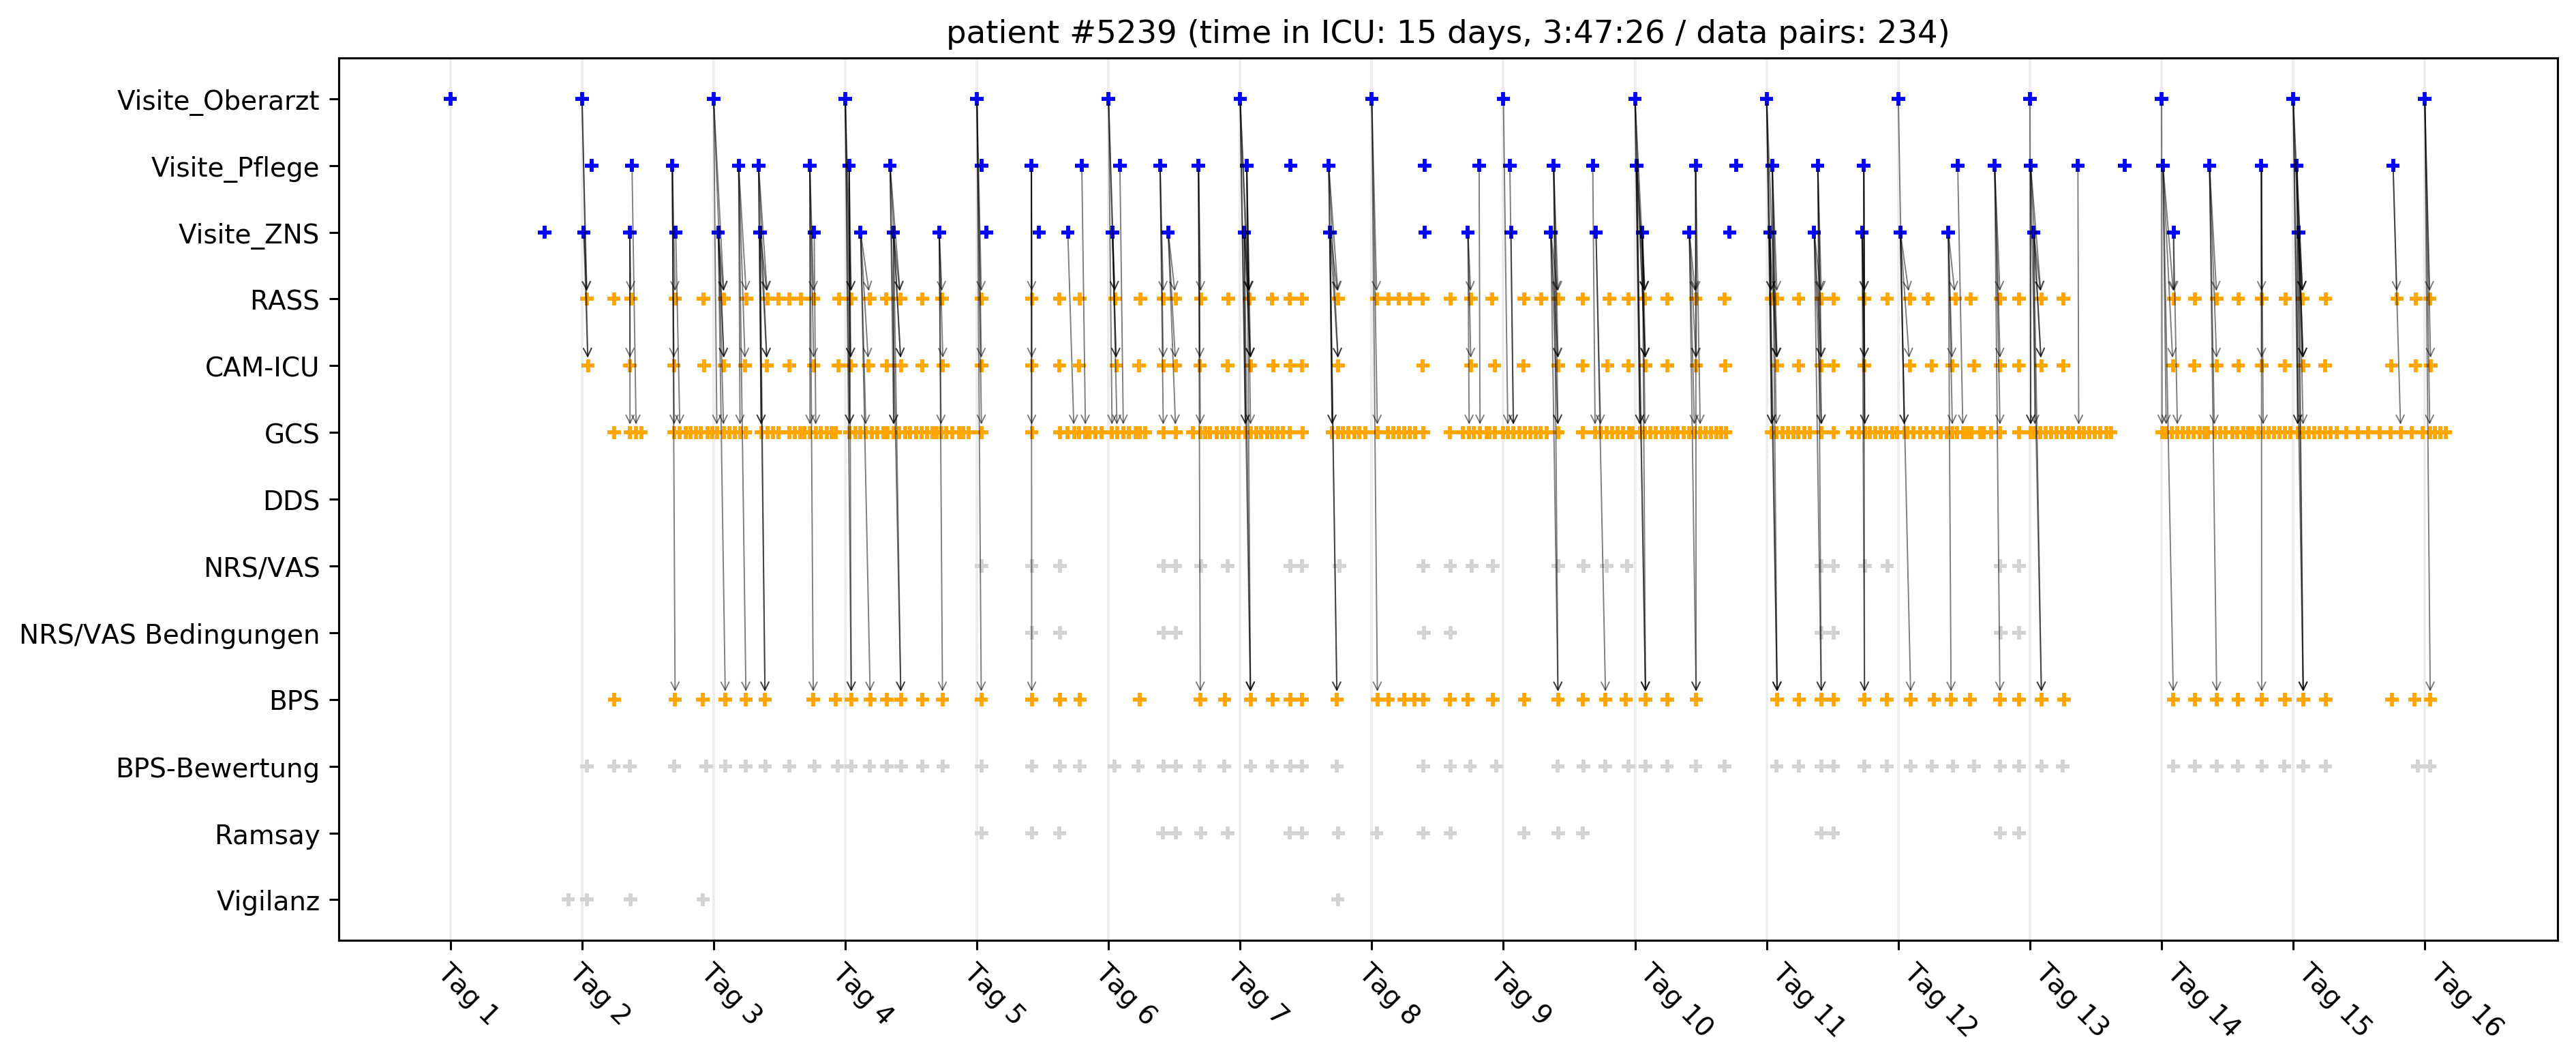 patient #5239 (time in ICU: 15 days, 3:47:26 / data pairs: 234)
Visite_Oberarzt
Visite_Pflege
Visite_ZNS
RASS
CAM-ICU
GCS
DDS
NRS/VAS
NRS/VAS Bedingungen
BPS
BPS-Bewertung
Ramsay
Vigilanz
Tag 1
Tag 2
Tag 3
Tag 4
Tag 5
Tag 6
Tag 7
Tag 8
Tag 9
Tag 10
Tag 11
Tag 12
Tag 13
Tag 14
Tag 15
Tag 16